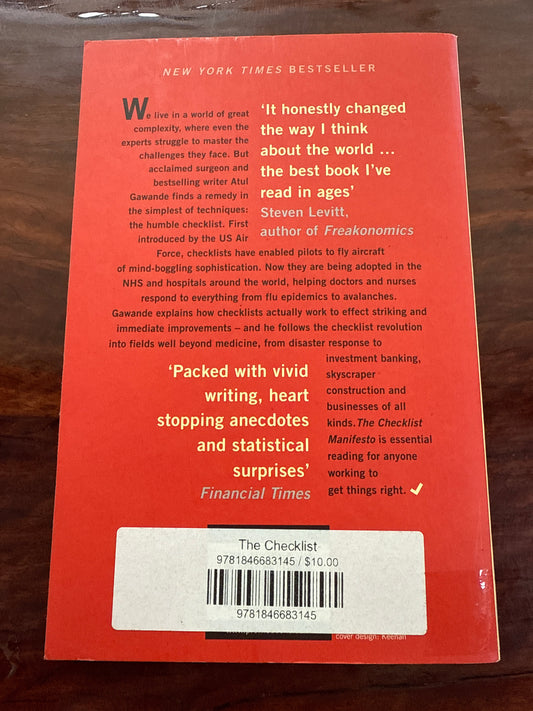 NEW YORK TIMES BESTSELLER
We live in a world of great
complexity, where even the
experts struggle to master the
challenges they face. But
acclaimed surgeon and
bestselling writer Atul
Gawande finds a remedy in
the simplest of techniques:
the humble checklist. First
introduced by the US Air
‘It honestly changed
the way I think
about the world ...
the best book I’ve
read in ages’
Steven Levitt,
author of Freakonomics
Force, checklists have enabled pilots to fly aircraft
of mind-boggling sophistication. Now they are being adopted in the
NHS and hospitals around the world, helping doctors and nurses
respond to everything from flu epidemics to avalanches.
Gawande explains how checklists actually work to effect striking and
immediate improvements – and he follows the checklist revolution
into fields well beyond medicine, from disaster response to
investment banking,
skyscraper
construction and
businesses of all
kinds. The Checklist
Manifesto is essential
reading for anyone
working to
get things right.
‘Packed with vivid
writing, heart
stopping anecdotes
and statistical
surprises’
Financial Times
The Checklist
9781846683145 / $10.00
9781846683145
cover design: Keenan